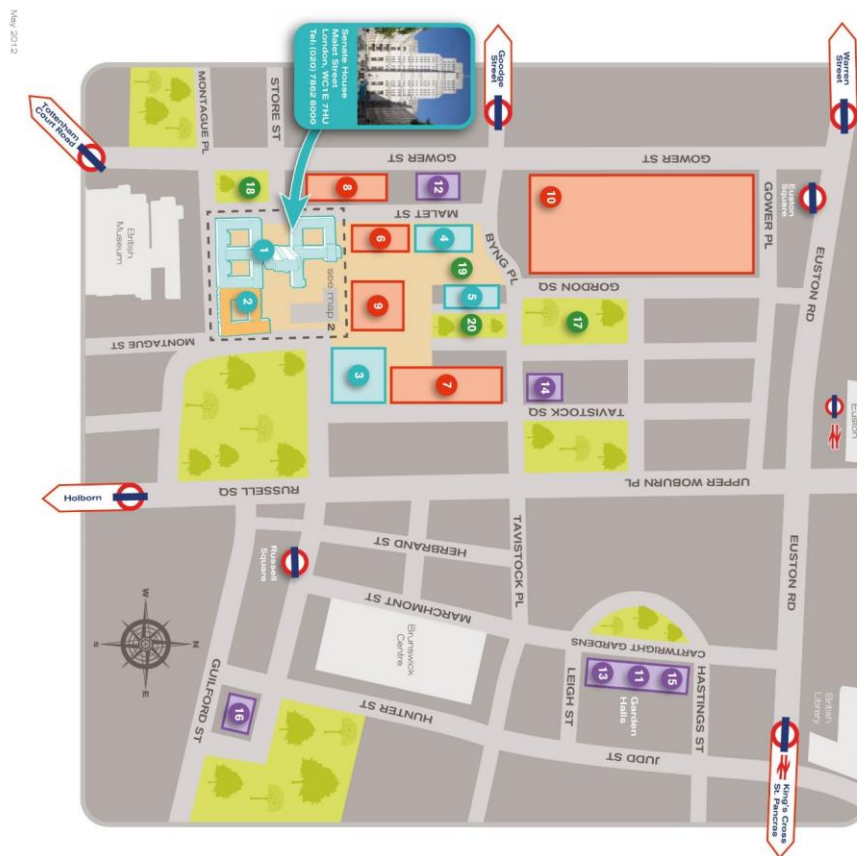 May 2012
Senate House
Malet Street
London, WC1E 7HU
Tel: (020) 7862 8000
Goodge
Street
Warren
Street
Tottenham
Court Road
MONTAGUE PL
STORE ST
GOWER ST
GOWER ST
GOWER PL
Euston
Square
EUSTON RD
British
Museum
18
8
12
10
MALET ST
BYNG PL
1
6
4
19
see map 2
2
9
5
20
GORDON SQ
17
MONTAGUE ST
3
7
14
TAVISTOCK SQ
Euston
Holborn
RUSSELL SQ
UPPER WOBURN PL
Russell
Square
HERBRAND ST
TAVISTOCK PL
EUSTON RD
MARCHMONT ST
Brunswick
Centre
CARTWRIGHT GARDENS
W
N
S
E
GUILFORD ST
16
HUNTER ST
LEIGH ST
13
11
15
Garden
Halls
HASTINGS ST
JUDD ST
British
Library
King's Cross
St. Pancras